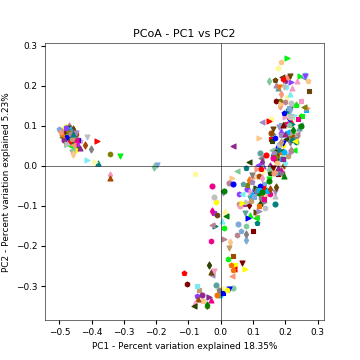 PCoA - PC1 vs PC2
PC2 - Percent variation explained 5.23%
0.3
0.2
0.1
0.0
−0.1
−0.2
−0.3
−0.5 −0.4 −0.3 −0.2 −0.1 0.0 0.1 0.2 0.3
PC1 - Percent variation explained 18.35%